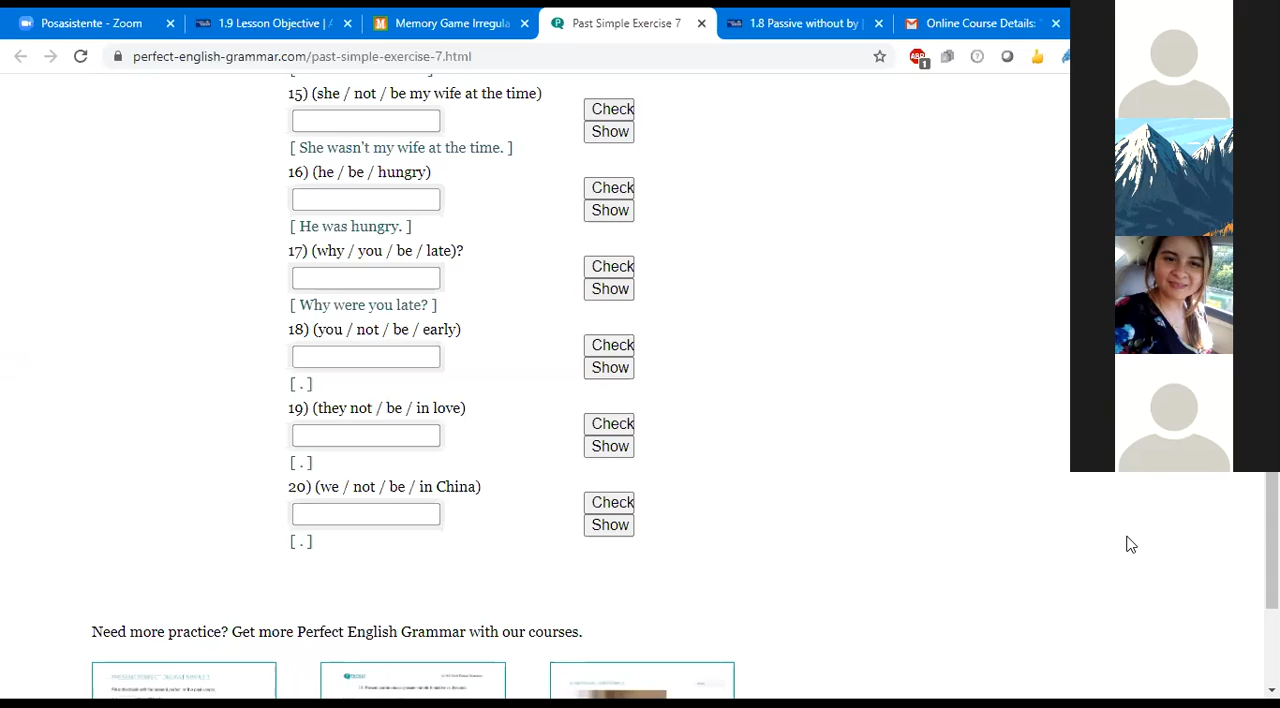 Posasistente - Zoom
1.9 Lesson Objective | A
Memory Game Irregula
Past Simple Exercise 7
1.8 Passive without by |
Online Course Details:
perfect-english-grammar.com/past-simple-exercise-7.html
ABP
1
15) (she / not / be my wife at the time)
Check
Show
[ She wasn't my wife at the time. ]
16) (he / be / hungry)
Check
Show
[ He was hungry. ]
17) (why / you / be / late)?
Check
Show
[ Why were you late? ]
18) (you / not / be / early)
Check
Show
[ . ]
19) (they not / be / in love)
Check
Show
[ . ]
20) (we / not / be / in China)
Check
Show
[ . ]
Need more practice? Get more Perfect English Grammar with our courses.